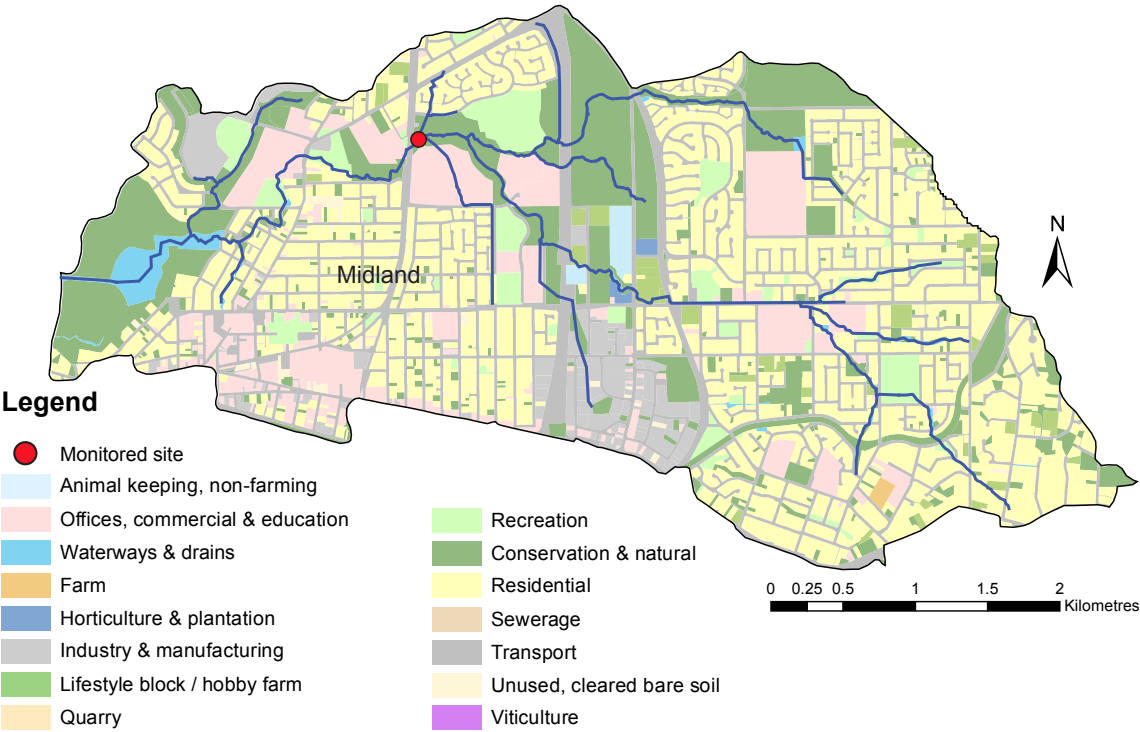 N
Midland
Legend
Monitored site
Animal keeping, non-farming
Offices, commercial & education
Waterways & drains
Farm
Horticulture & plantation
Industry & manufacturing
Lifestyle block / hobby farm
Quarry
Recreation
Conservation & natural
Residential
Sewerage
Transport
Unused, cleared bare soil
Viticulture
0 0.25 0.5 1 1.5 2
Kilometres